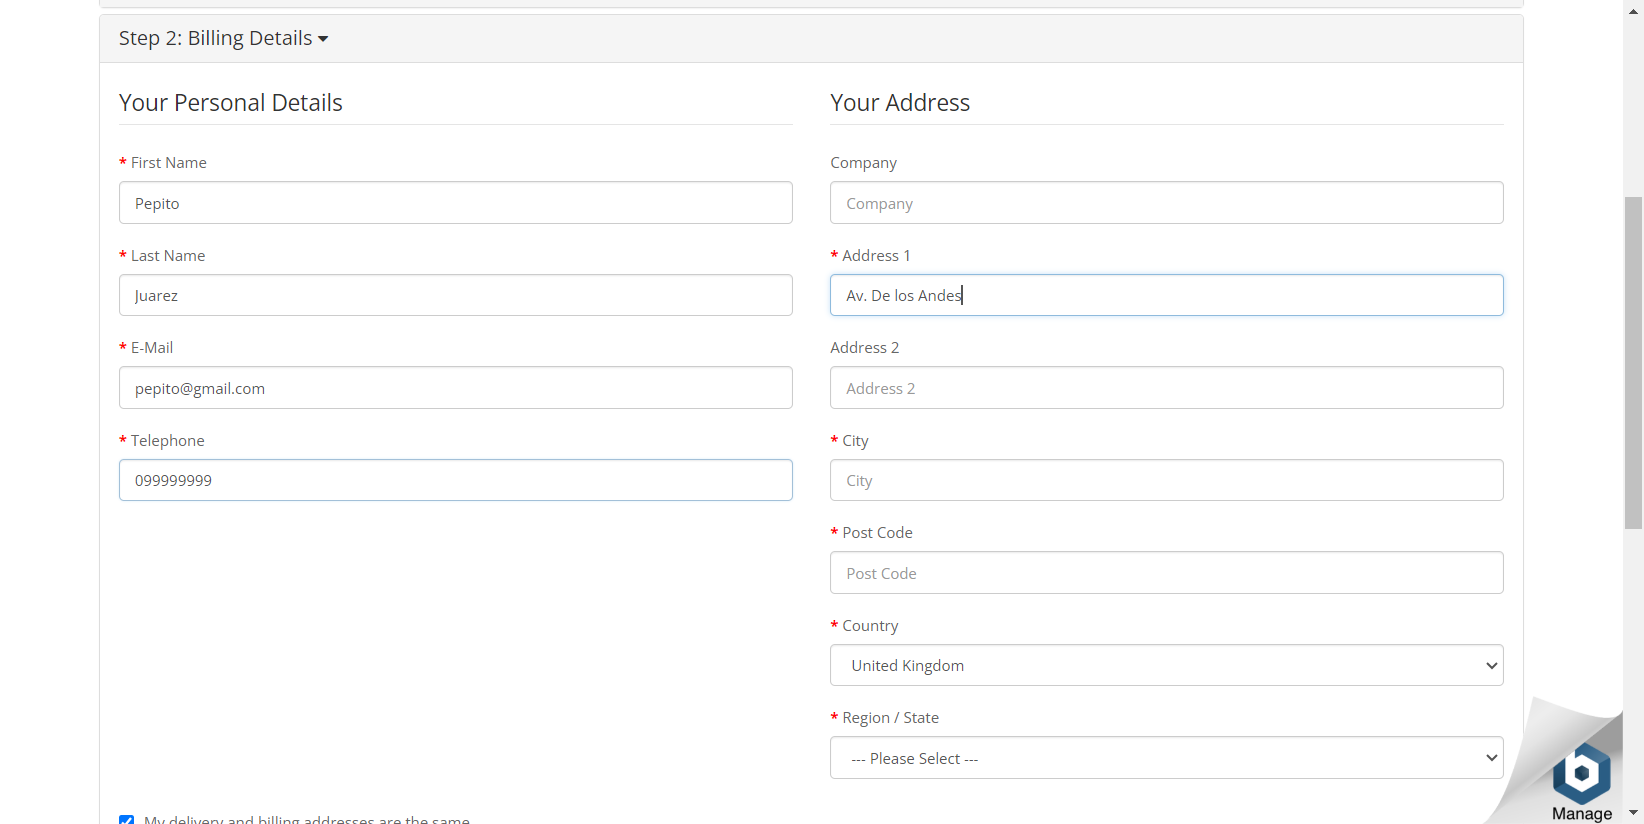 Step 2: Billing Details
Your Personal Details
* First Name
Pepito
* Last Name
Juarez
* E-Mail
pepito@gmail.com
* Telephone
099999999
Your Address
Company
Company
* Address 1
Av. De los Andes
Address 2
Address 2
* City
City
* Post Code
Post Code
* Country
United Kingdom
* Region / State
--- Please Select ---
My delivery and billing addresses are the same.
Manage